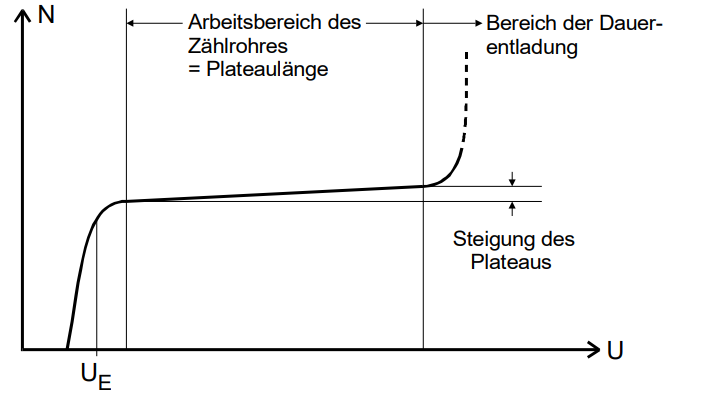 N
Arbeitsbereich des
Zählrohres
= Plateaulänge
Bereich der Dauer-
entladung
Steigung des
Plateaus
U
UE